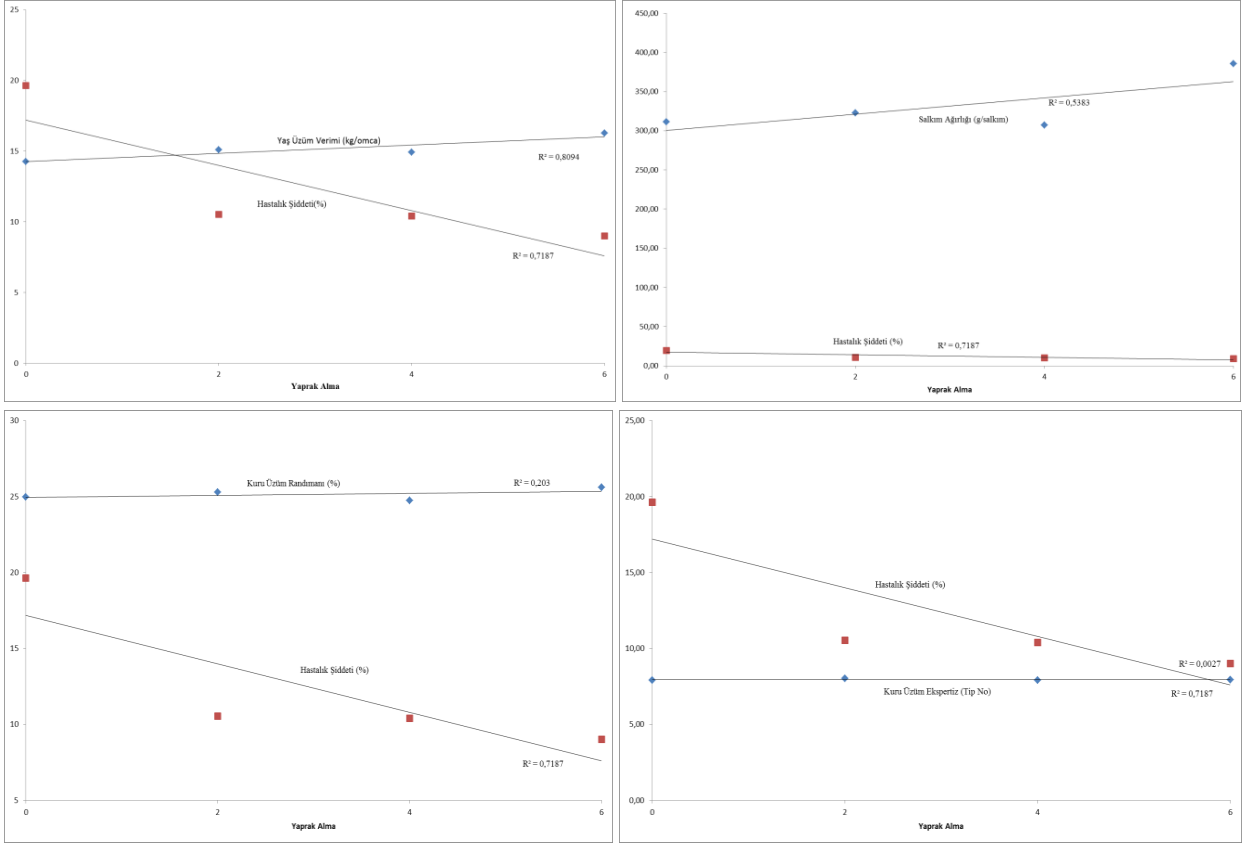 25
20
15
10
5
0
Yaş Üzüm Verimi (kg/omca)
R² = 0,8094
Hastalık Şiddeti(%)
R² = 0,7187
0 2 4 6
Yaprak Alma
450,00
400,00
350,00
300,00
250,00
200,00
150,00
100,00
50,00
0,00
R² = 0,5383
Salkım Ağırlığı (g/salkım)
Hastalık Şiddeti (%)
R² = 0,7187
0 2 4 6
Yaprak Alma
30
25
20
15
10
5
Kuru Üzüm Randımanı (%)
R² = 0,203
Hastalık Şiddeti (%)
R² = 0,7187
0 2 4 6
Yaprak Alma
25,00
20,00
15,00
10,00
5,00
0,00
Hastalık Şiddeti (%)
R² = 0,0027
Kuru Üzüm Ekspertiz (Tip No)
R² = 0,7187
0 2 4 6
Yaprak Alma